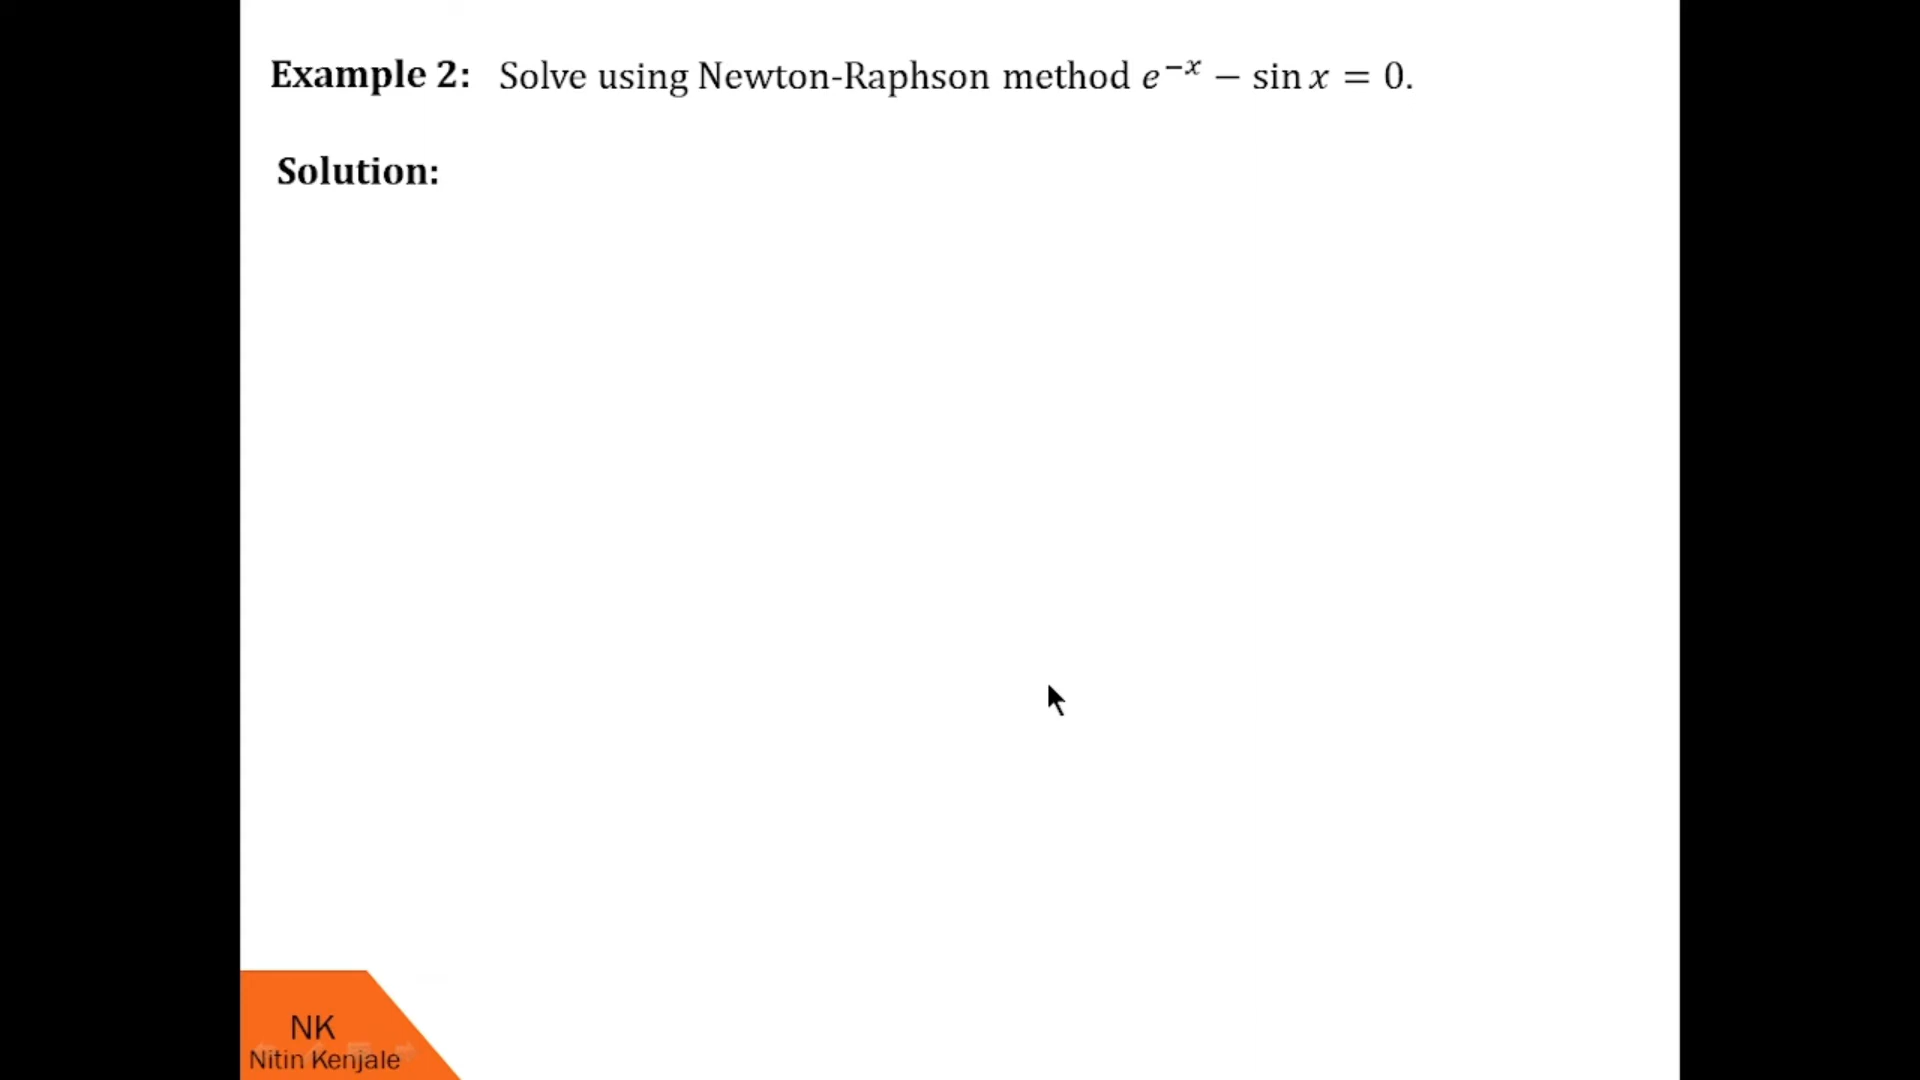 Example 2: Solve using Newton-Raphson method e⁻ˣ − sin x = 0.
Solution:
NK
Nitin Kenjale